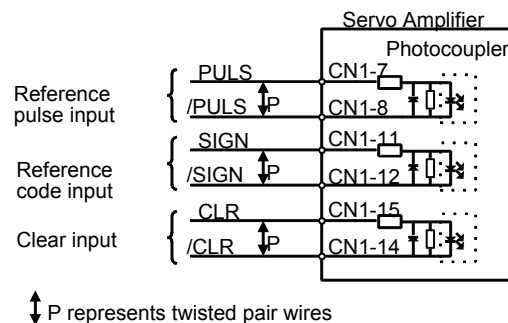 Servo Amplifier
Photocoupler
Reference
pulse input
PULS
CN1-7
P
/PULS
CN1-8
Reference
code input
SIGN
CN1-11
P
/SIGN
CN1-12
Clear input
CLR
CN1-15
P
/CLR
CN1-14
P represents twisted pair wires